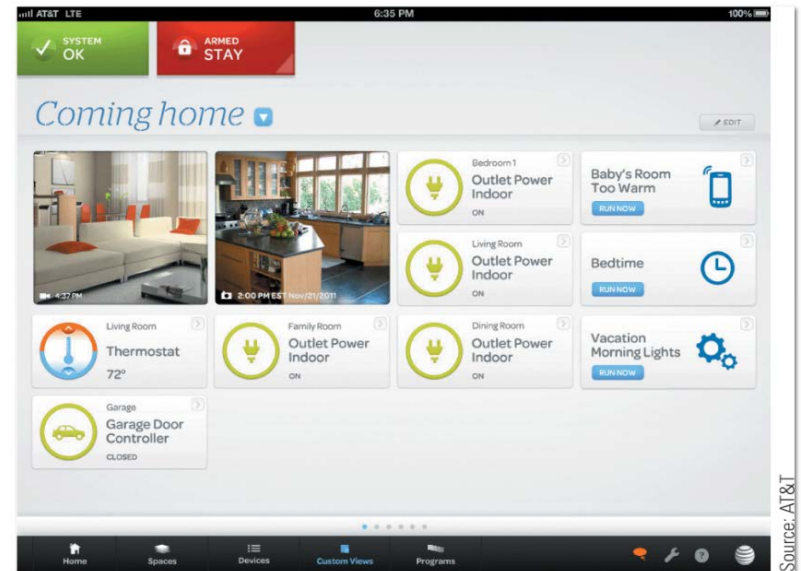 AT&T LTE
6:35 PM
100%
SYSTEM
OK
ARMED
STAY
Coming home
EDIT
4:37 PM
2:00 PM EST Nov/21/2011
Bedroom 1
Outlet Power
Indoor
ON
Baby's Room
Too Warm
RUN NOW
Living Room
Outlet Power
Indoor
ON
Bedtime
RUN NOW
Living Room
Thermostat
72°
Family Room
Outlet Power
Indoor
ON
Dining Room
Outlet Power
Indoor
ON
Vacation
Morning Lights
RUN NOW
Garage
Garage Door
Controller
CLOSED
Home
Spaces
Devices
Custom Views
Programs
?
Source: AT&T